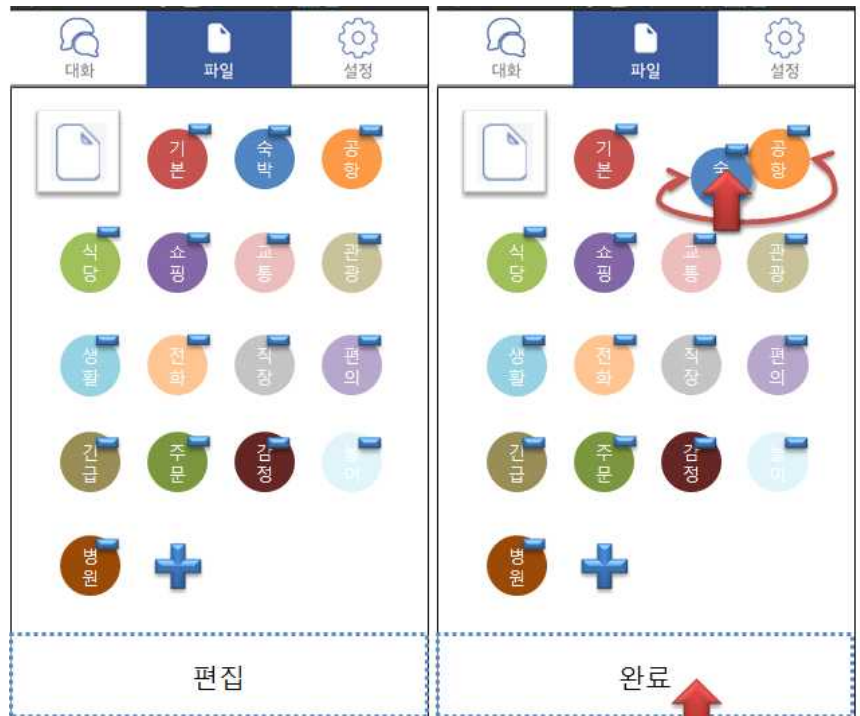 대화 파일 설정
기본 숙박 공항
식당 쇼핑 교통 관광
생활 전화 직장 편의
긴급 주문 감정
병원
편집
대화 파일 설정
기본 숙 공항
식당 쇼핑 교통 관광
생활 전화 직장 편의
긴급 주문 감정
병원
완료